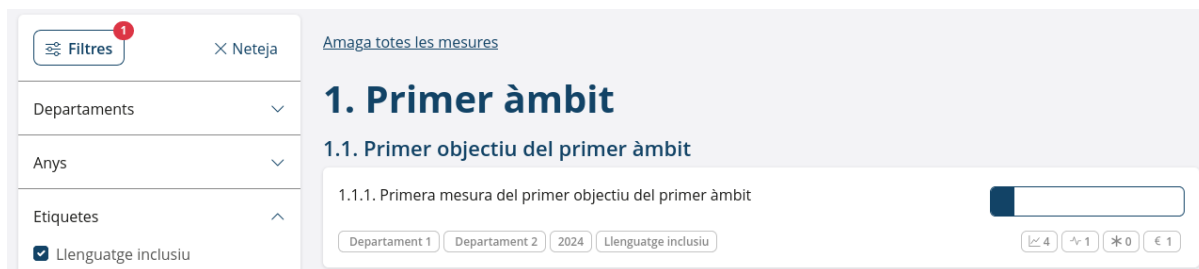 Filtres
1
Neteja
Departaments
Anys
Etiquetes
Llenguatge inclusiu
Amaga totes les mesures
1. Primer àmbit
1.1. Primer objectiu del primer àmbit
1.1.1. Primera mesura del primer objectiu del primer àmbit
Departament 1 Departament 2 2024 Llenguatge inclusiu
4 1 0 € 1